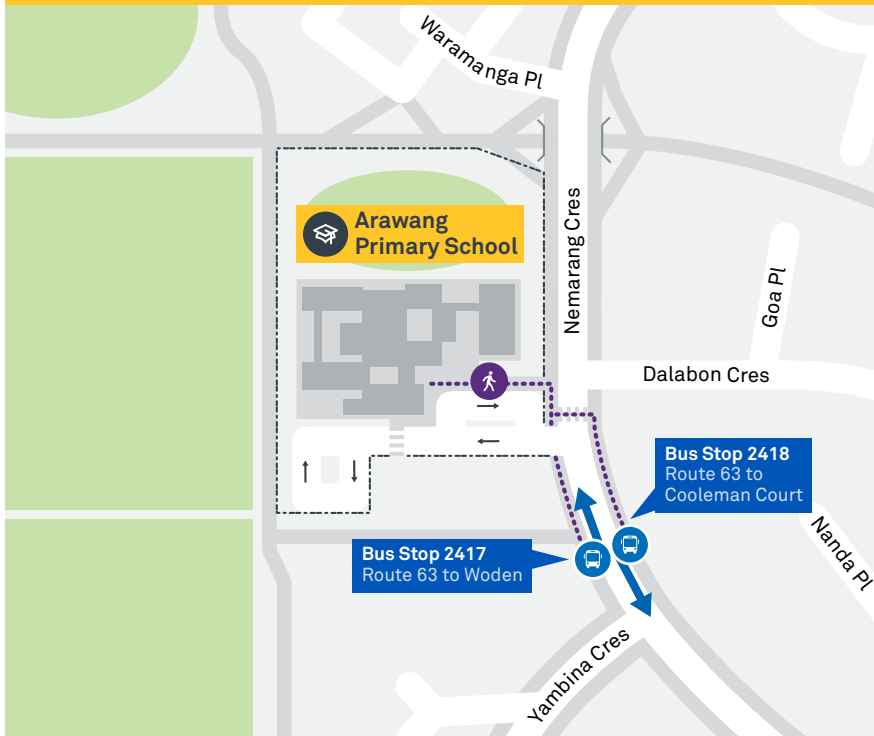 Waramanga Pl
Arawang
Primary School
Nemarang Cres
Goa Pl
Dalabon Cres
Bus Stop 2418
Route 63 to
Cooleman Court
Nanda Pl
Bus Stop 2417
Route 63 to Woden
Yambina Cres